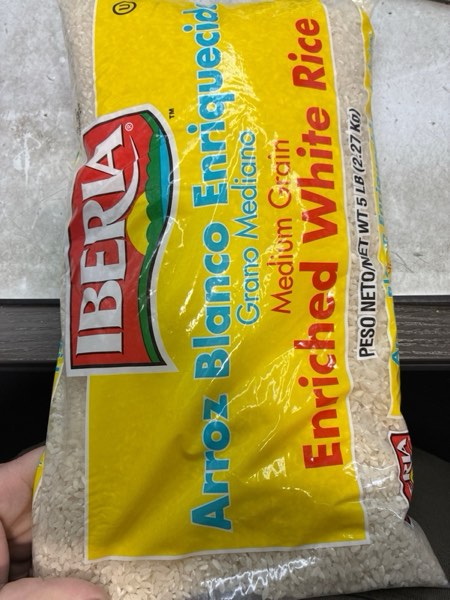 IBERIA®
™
Arroz Blanco Enriquecido
Grano Mediano
Medium Grain
Enriched White Rice
PESO NETO/NET WT 5 LB (2.27 Kg)